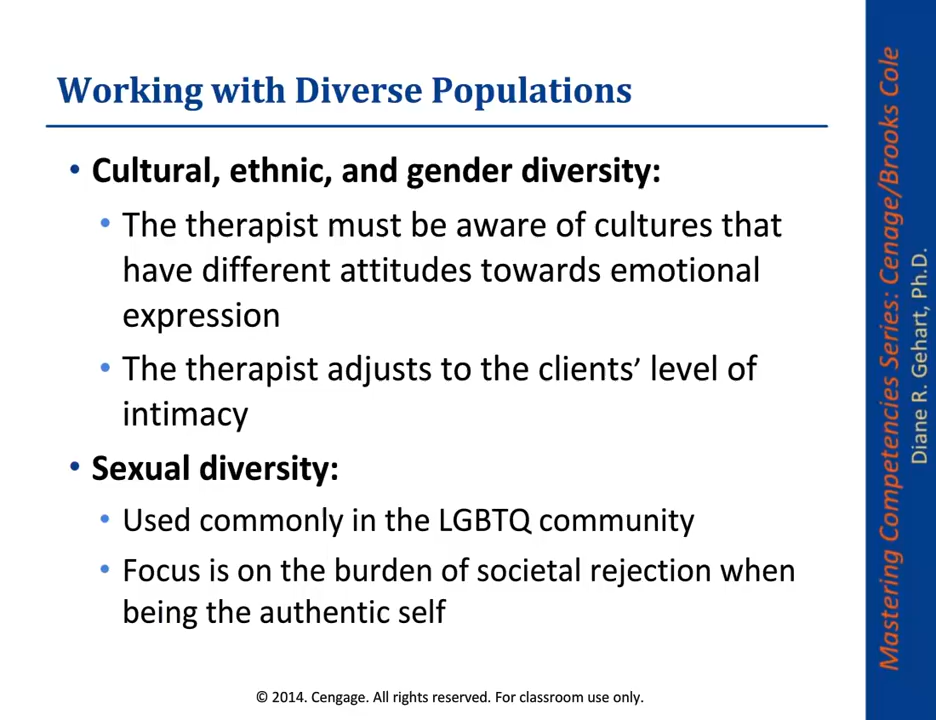 Working with Diverse Populations
• Cultural, ethnic, and gender diversity:
• The therapist must be aware of cultures that
have different attitudes towards emotional
expression
• The therapist adjusts to the clients’ level of
intimacy
• Sexual diversity:
• Used commonly in the LGBTQ community
• Focus is on the burden of societal rejection when
being the authentic self
© 2014. Cengage. All rights reserved. For classroom use only.
Mastering Competencies Series: Cenage/Brooks Cole
Diane R. Gehart, Ph.D.